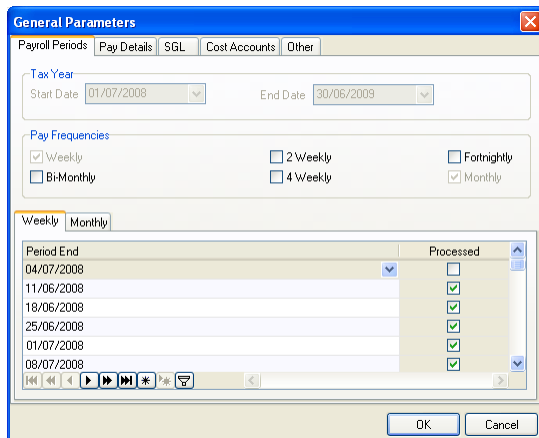 General Parameters
Payroll Periods Pay Details SGL Cost Accounts Other
Tax Year
Start Date 01/07/2008 End Date 30/06/2009
Pay Frequencies
Weekly 2 Weekly Fortnightly
Bi-Monthly 4 Weekly Monthly
Weekly Monthly
Period End Processed
04/07/2008
11/06/2008
18/06/2008
25/06/2008
01/07/2008
08/07/2008
OK Cancel